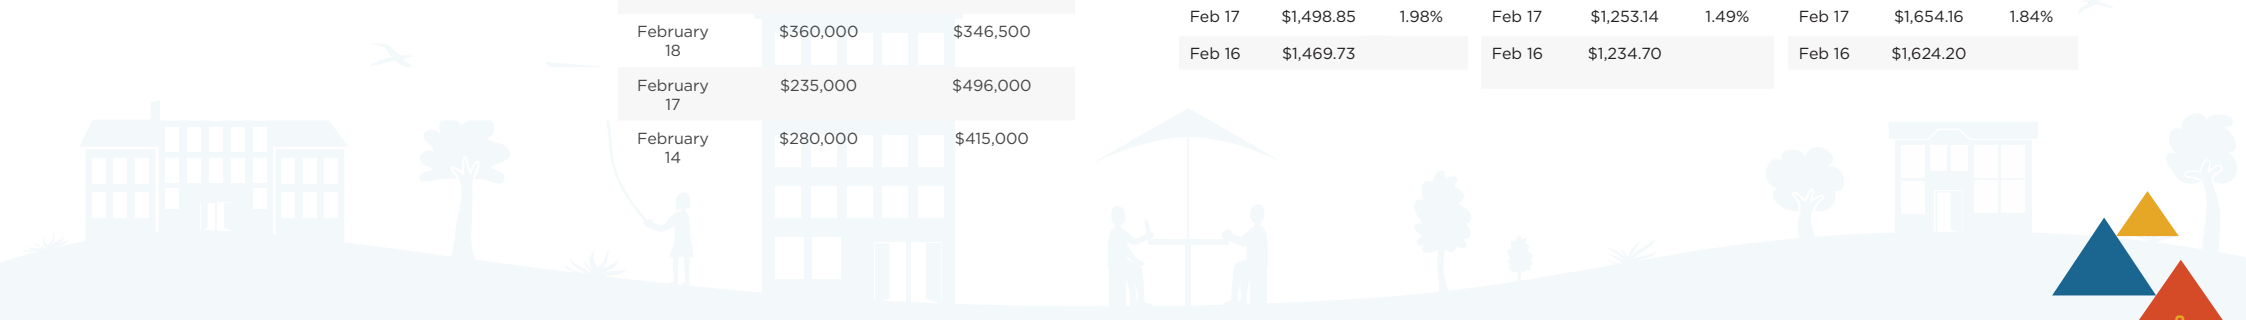 February
18
$360,000 $346,500
February
17
$235,000 $496,000
February
14
$280,000 $415,000
Feb 17 $1,498.85 1.98%
Feb 16 $1,469.73
Feb 17 $1,253.14 1.49%
Feb 16 $1,234.70
Feb 17 $1,654.16 1.84%
Feb 16 $1,624.20